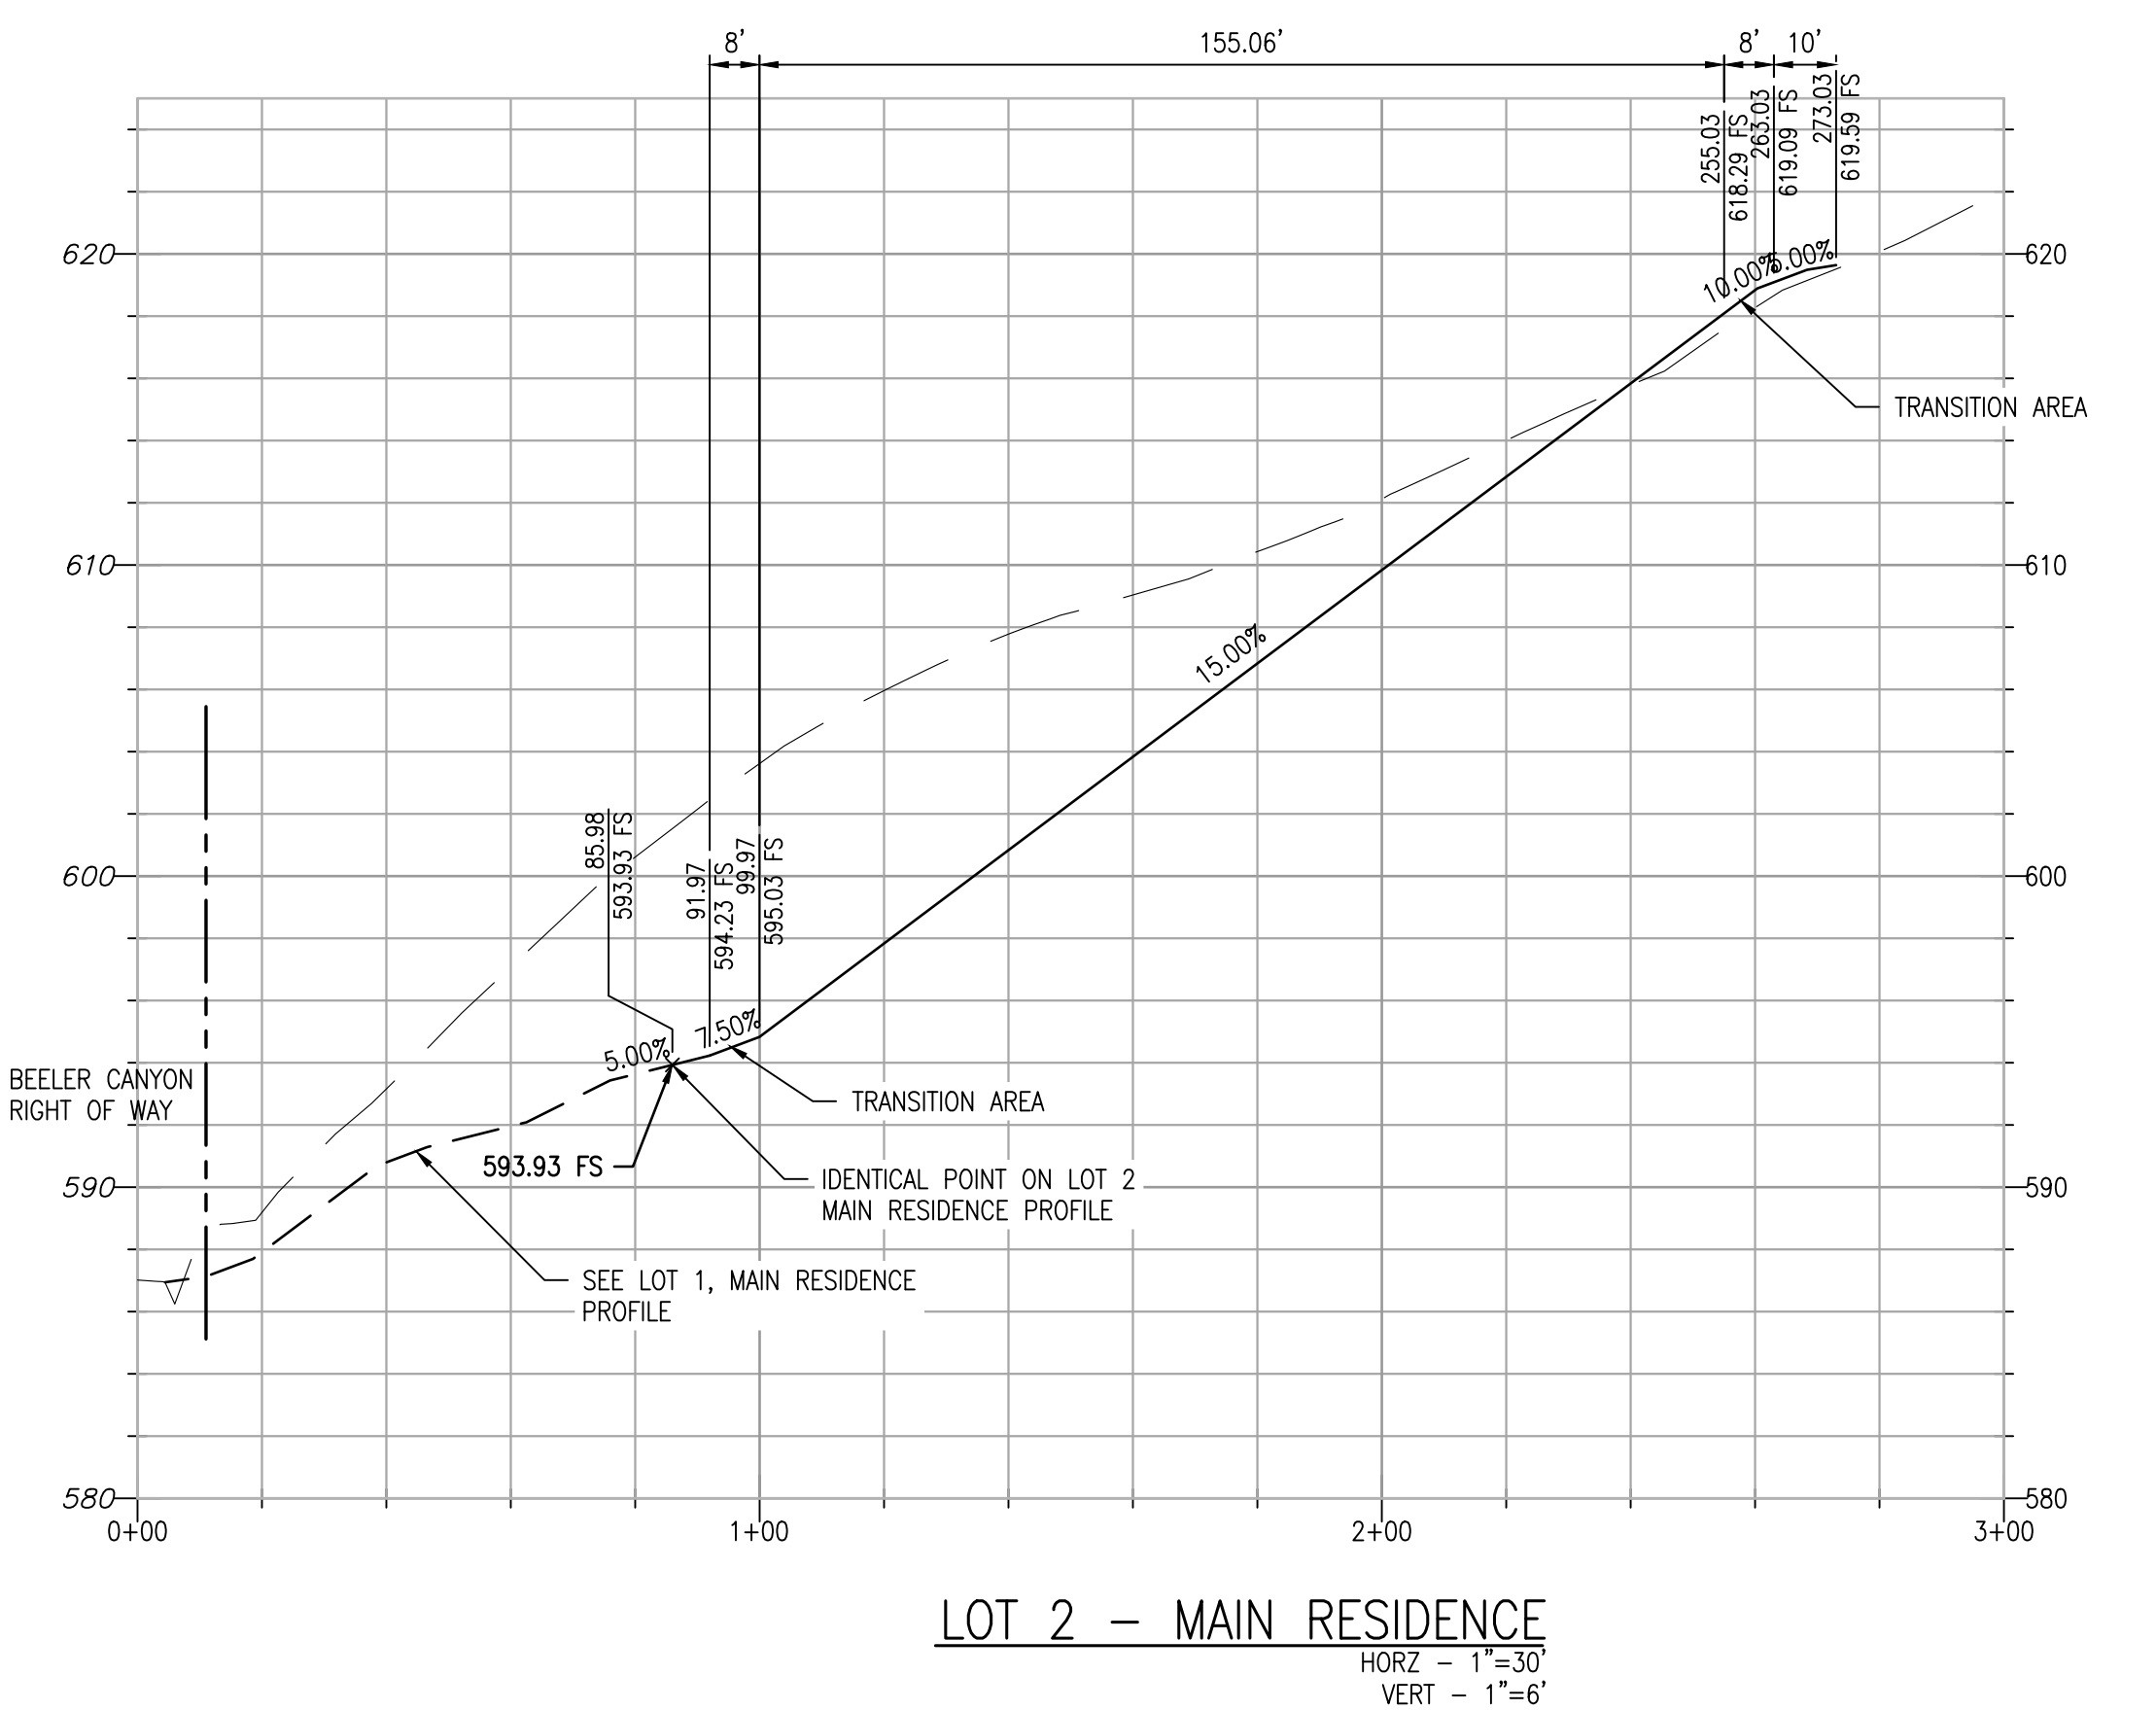 8'
155.06'
8'
10'
255.03
618.29 FS
263.03
619.09 FS
273.03
619.59 FS
620
620
10.00%
5.00%
TRANSITION AREA
610
610
15.00%
600
600
85.98
593.93 FS
91.97
594.23 FS
99.97
595.03 FS
7.50%
5.00%
BEELER CANYON
RIGHT OF WAY
TRANSITION AREA
593.93 FS
IDENTICAL POINT ON LOT 2
MAIN RESIDENCE PROFILE
590
590
SEE LOT 1, MAIN RESIDENCE
PROFILE
580
580
0+00
1+00
2+00
3+00
LOT 2 - MAIN RESIDENCE
HORZ - 1"=30'
VERT - 1"=6'